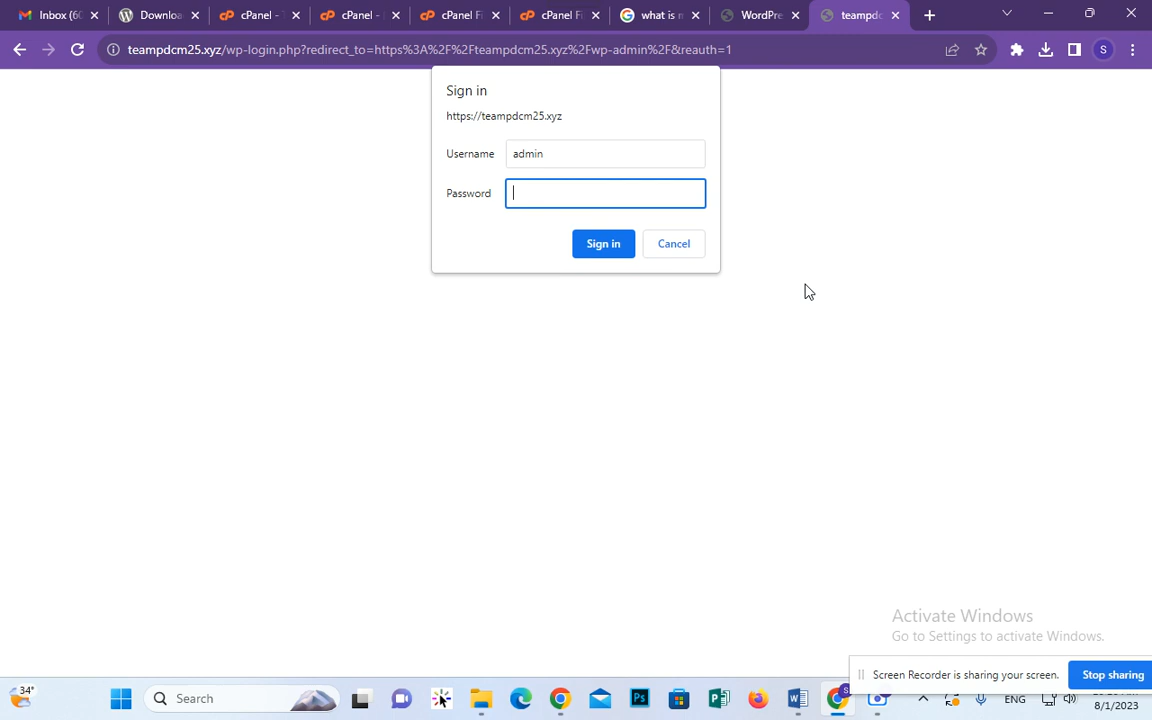 Inbox (60
Downloa
cPanel - T
cPanel -
cPanel Fi
cPanel Fi
what is m
WordPre
teampdc
teampdcm25.xyz/wp-login.php?redirect_to=https%3A%2F%2Fteampdcm25.xyz%2Fwp-admin%2F&reauth=1
S
Sign in
https://teampdcm25.xyz
Username
admin
Password
Sign in
Cancel
Activate Windows
Go to Settings to activate Windows.
Screen Recorder is sharing your screen.
Stop sharing
34°
Search
Ps
ENG
8/1/2023